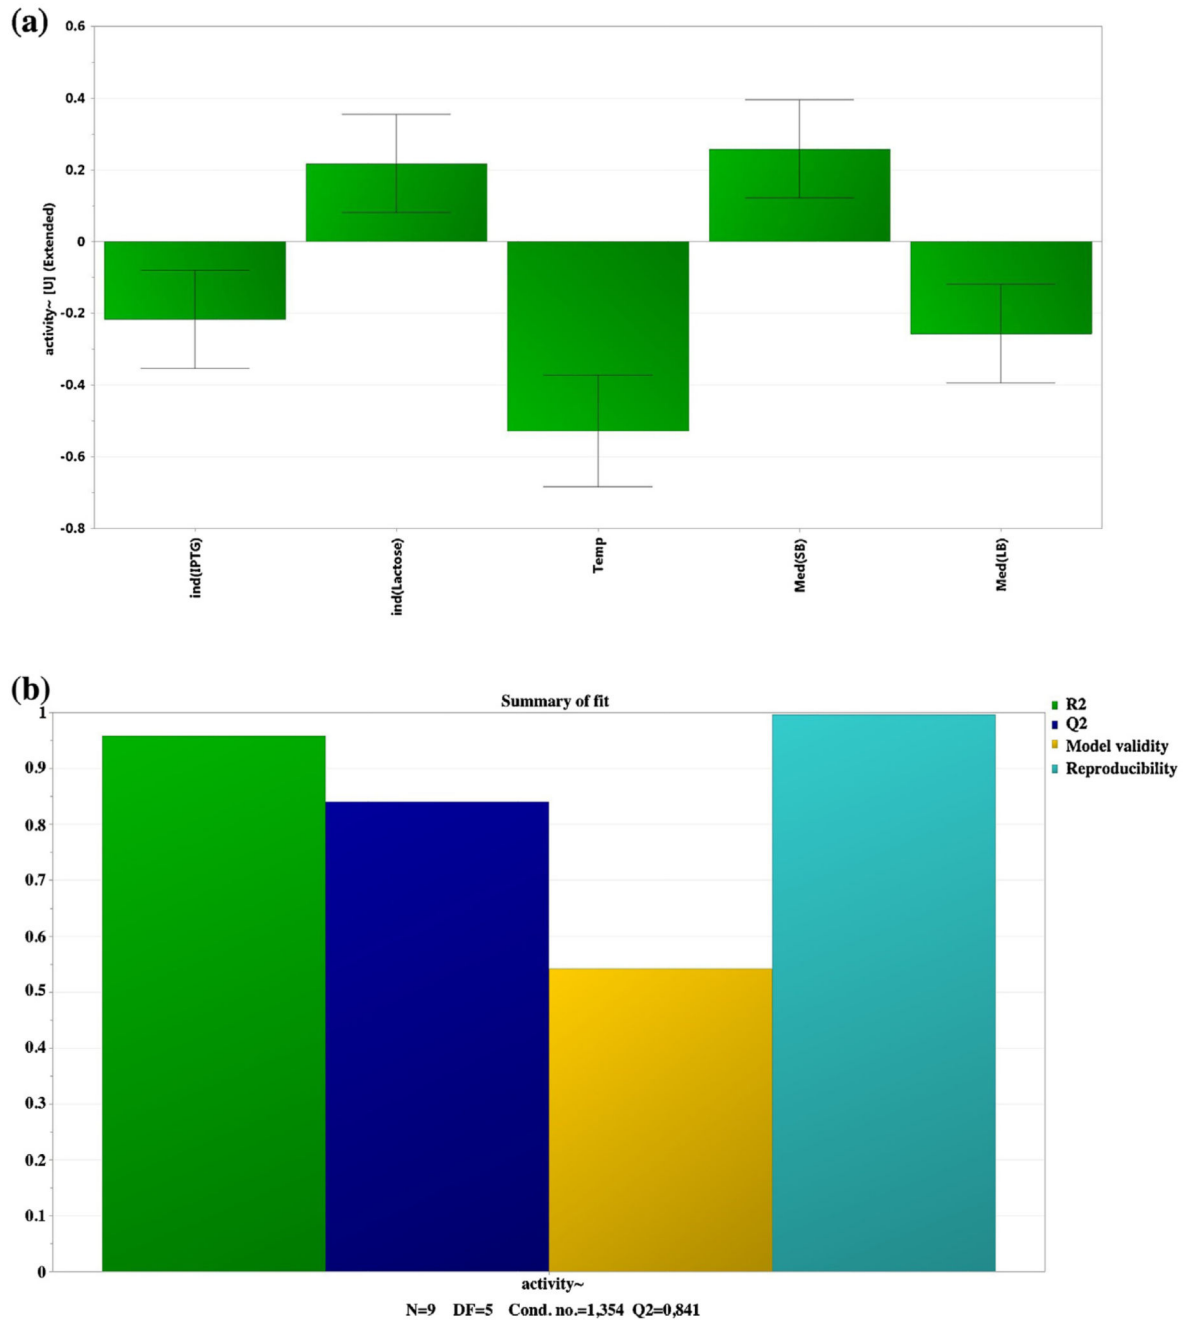 (a)
0.6
0.4
0.2
0
-0.2
-0.4
-0.6
-0.8
activity~ [U] (Extended)
ind(IPTG)
ind(Lactose)
Temp
Med(SB)
Med(LB)
(b)
Summary of fit
1
0.9
0.8
0.7
0.6
0.5
0.4
0.3
0.2
0.1
0
R2
Q2
Model validity
Reproducibility
activity~
N=9 DF=5 Cond. no.=1,354 Q2=0,841